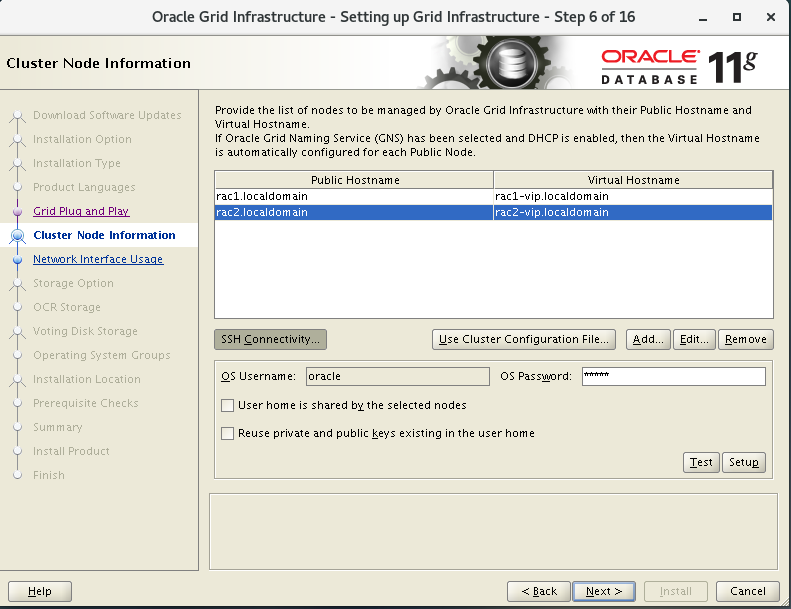 Oracle Grid Infrastructure - Setting up Grid Infrastructure - Step 6 of 16
Cluster Node Information
ORACLE
DATABASE
11g
Download Software Updates
Installation Option
Installation Type
Product Languages
Grid Plug and Play
Cluster Node Information
Network Interface Usage
Storage Option
OCR Storage
Voting Disk Storage
Operating System Groups
Installation Location
Prerequisite Checks
Summary
Install Product
Finish
Provide the list of nodes to be managed by Oracle Grid Infrastructure with their Public Hostname and
Virtual Hostname.
If Oracle Grid Naming Service (GNS) has been selected and DHCP is enabled, then the Virtual Hostname
is automatically configured for each Public Node.
Public Hostname Virtual Hostname
rac1.localdomain rac1-vip.localdomain
rac2.localdomain rac2-vip.localdomain
SSH Connectivity... Use Cluster Configuration File... Add... Edit... Remove
OS Username: oracle OS Password: *****
User home is shared by the selected nodes
Reuse private and public keys existing in the user home
Test Setup
Help < Back Next > Install Cancel